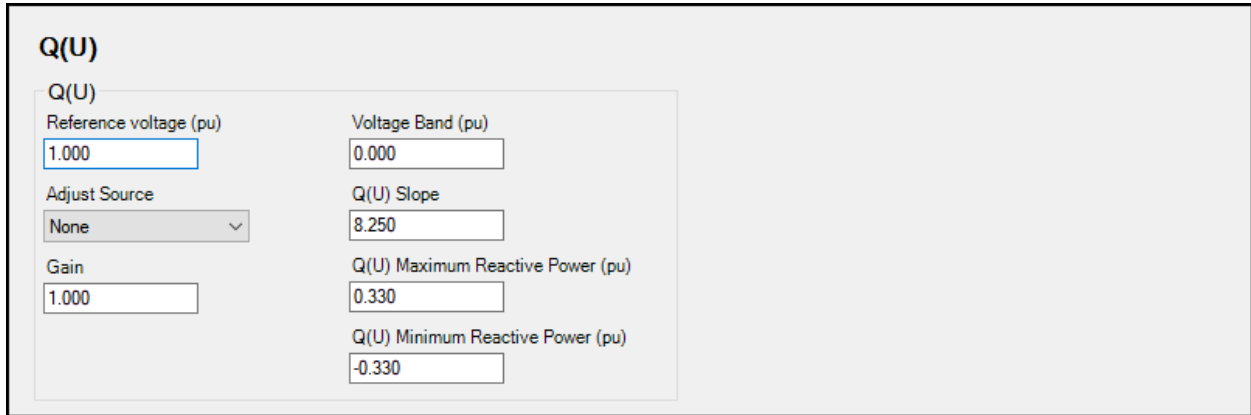 Q(U)
Q(U)
Reference voltage (pu)
1.000
Adjust Source
None
Gain
1.000
Voltage Band (pu)
0.000
Q(U) Slope
8.250
Q(U) Maximum Reactive Power (pu)
0.330
Q(U) Minimum Reactive Power (pu)
-0.330